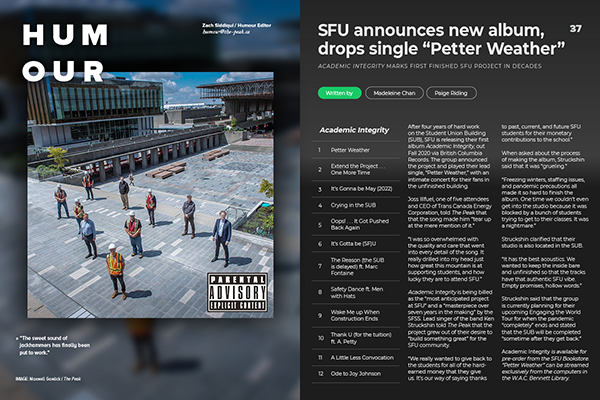 HUM
OUR
Zach Siddiqui / Humour Editor
humour@the-peak.ca
PARENTAL
ADVISORY
EXPLICIT CONTENT
» "The sweet sound of
jackhammers has finally been
put to work."
IMAGE: Maxwell Gawlick / The Peak
37
SFU announces new album,
drops single “Petter Weather”
ACADEMIC INTEGRITY MARKS FIRST FINISHED SFU PROJECT IN DECADES
Written by
Madeleine Chan
Paige Riding
Academic Integrity
1 Petter Weather
2 Extend the Project . . .
One More Time
3 It's Gonna be May (2022)
4 Crying in the SUB
5 Oops! . . . It Got Pushed
Back Again
6 It's Gotta be (SF)U
7 The Reason (the SUB
is delayed) ft. Marc
Fontaine
8 Safety Dance ft. Men
with Hats
9 Wake Me up When
Construction Ends
10 Thank U (for the tuition)
ft. A. Petty
11 A Little Less Convocation
12 Ode to Joy Johnson
After four years of hard work
on the Student Union Building
(SUB), SFU is releasing their first
album Academic Integrity, out
Fall 2020 via British Columbia
Records. The group announced
the project and played their lead
single, “Petter Weather,” with an
intimate concert for their fans in
the unfinished building.
Joss Ilfluel, one of five attendees
and CEO of Trans Canada Energy
Corporation, told The Peak that
that the song made him “tear up
at the mere mention of it.”
“I was so overwhelmed with
the quality and care that went
into every detail of the song. It
really drilled into my head just
how great this mountain is at
supporting students, and how
lucky they are to attend SFU.”
Academic Integrity is being billed
as the “most anticipated project
at SFU” and a “masterpiece over
seven years in the making” by the
SFSS. Lead singer of the band Ken
Struckshin told The Peak that the
project grew out of their desire to
“build something great” for the
SFU community.
“We really wanted to give back to
the students for all of the hard-
earned money that they give
us. It's our way of saying thanks
to past, current, and future SFU
students for their monetary
contributions to the school.”
When asked about the process
of making the album, Struckshin
said that it was “grueling.”
“Freezing winters, staffing issues,
and pandemic precautions all
made it so hard to finish the
album. One time we couldn't even
get into the studio because it was
blocked by a bunch of students
trying to get to their classes. It was
a nightmare.”
Struckshin clarified that their
studio is also located in the SUB.
“It has the best acoustics. We
wanted to keep the inside bare
and unfinished so that the tracks
have that authentic SFU vibe.
Empty promises, hollow words.”
Struckshin said that the group
is currently planning for their
upcoming Engaging the World
Tour for when the pandemic
“completely” ends and stated
that the SUB will be completed
“sometime after they get back.”
Academic Integrity is available for
pre-order from the SFU Bookstore.
“Petter Weather” can be streamed
exclusively from the computers in
the W.A.C. Bennett Library.